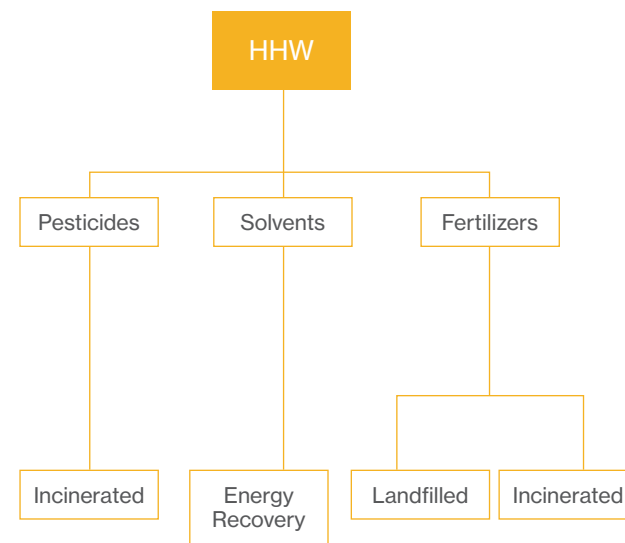 HHW
Pesticides
Solvents
Fertilizers
Incinerated
Energy
Recovery
Landfilled
Incinerated